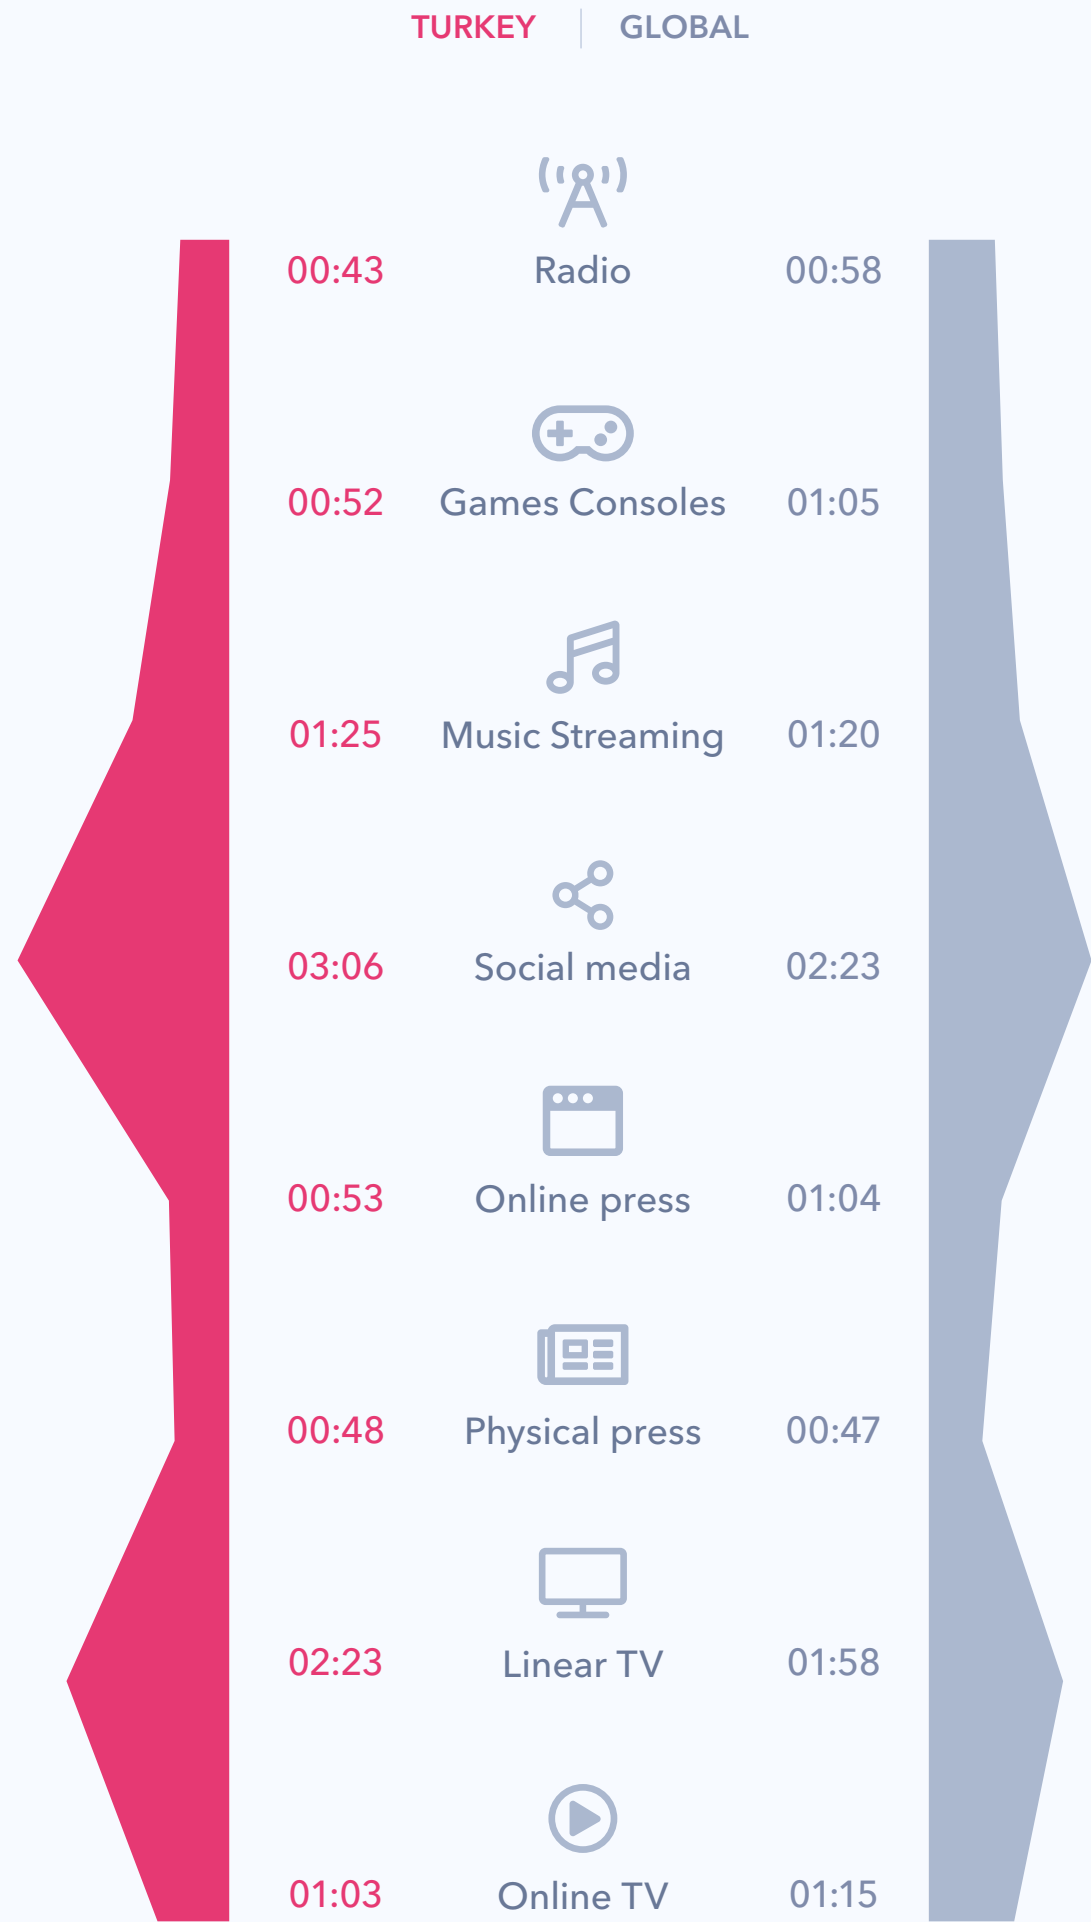 TURKEY | GLOBAL
00:43 Radio 00:58
00:52 Games Consoles 01:05
01:25 Music Streaming 01:20
03:06 Social media 02:23
00:53 Online press 01:04
00:48 Physical press 00:47
02:23 Linear TV 01:58
01:03 Online TV 01:15